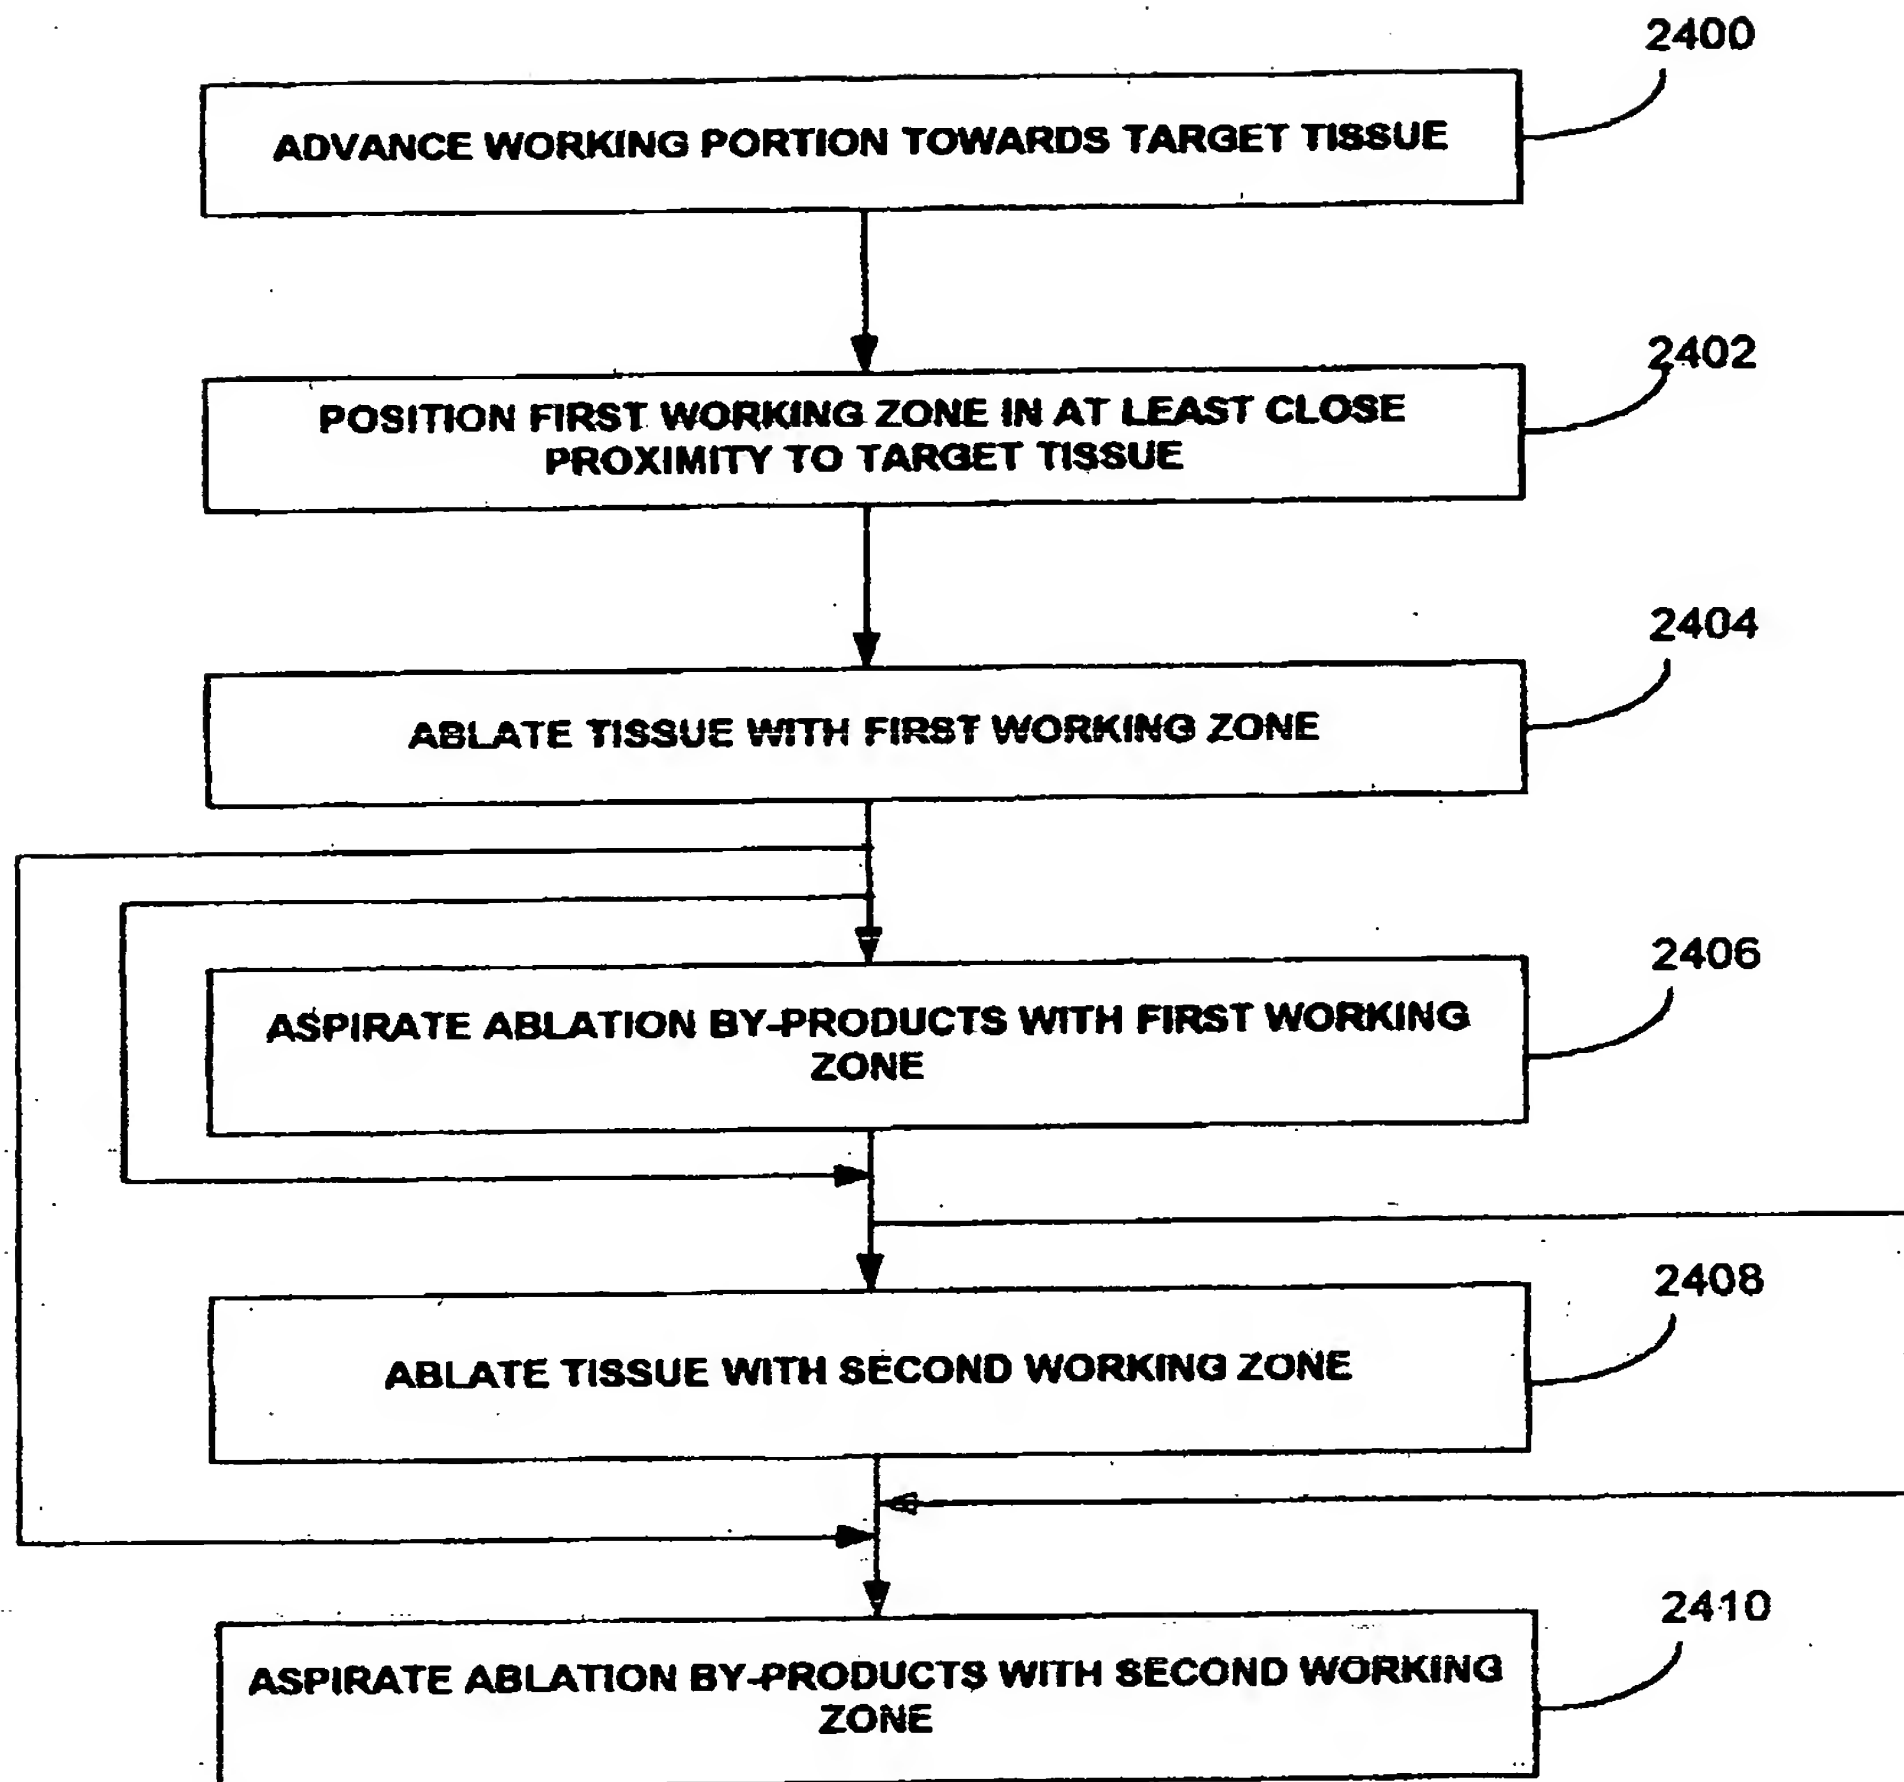 2400
ADVANCE WORKING PORTION TOWARDS TARGET TISSUE
2402
POSITION FIRST WORKING ZONE IN AT LEAST CLOSE
PROXIMITY TO TARGET TISSUE
2404
ABLATE TISSUE WITH FIRST WORKING ZONE
2406
ASPIRATE ABLATION BY-PRODUCTS WITH FIRST WORKING
ZONE
2408
ABLATE TISSUE WITH SECOND WORKING ZONE
2410
ASPIRATE ABLATION BY-PRODUCTS WITH SECOND WORKING
ZONE